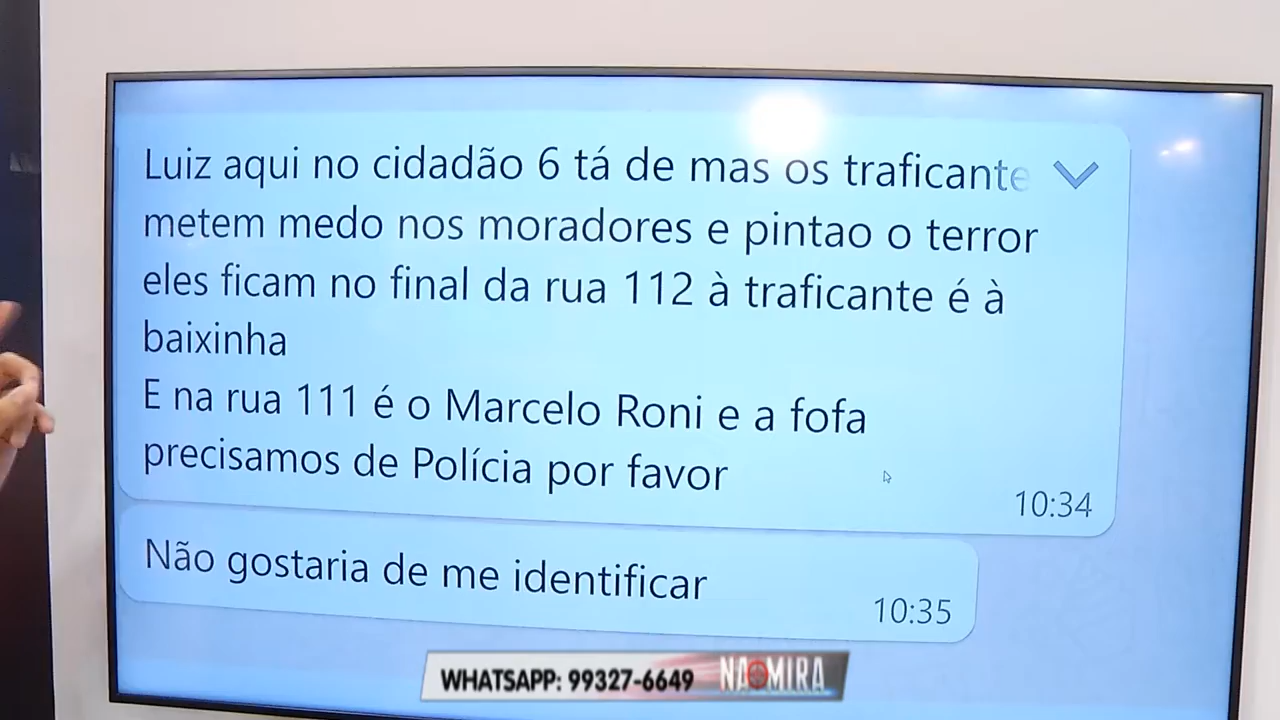 Luiz aqui no cidadão 6 tá de mas os traficante
metem medo nos moradores e pintao o terror
eles ficam no final da rua 112 à traficante é à
baixinha
E na rua 111 é o Marcelo Roni e a fofa
precisamos de Polícia por favor
10:34
Não gostaria de me identificar
10:35
WHATSAPP: 99327-6649 NA MIRA